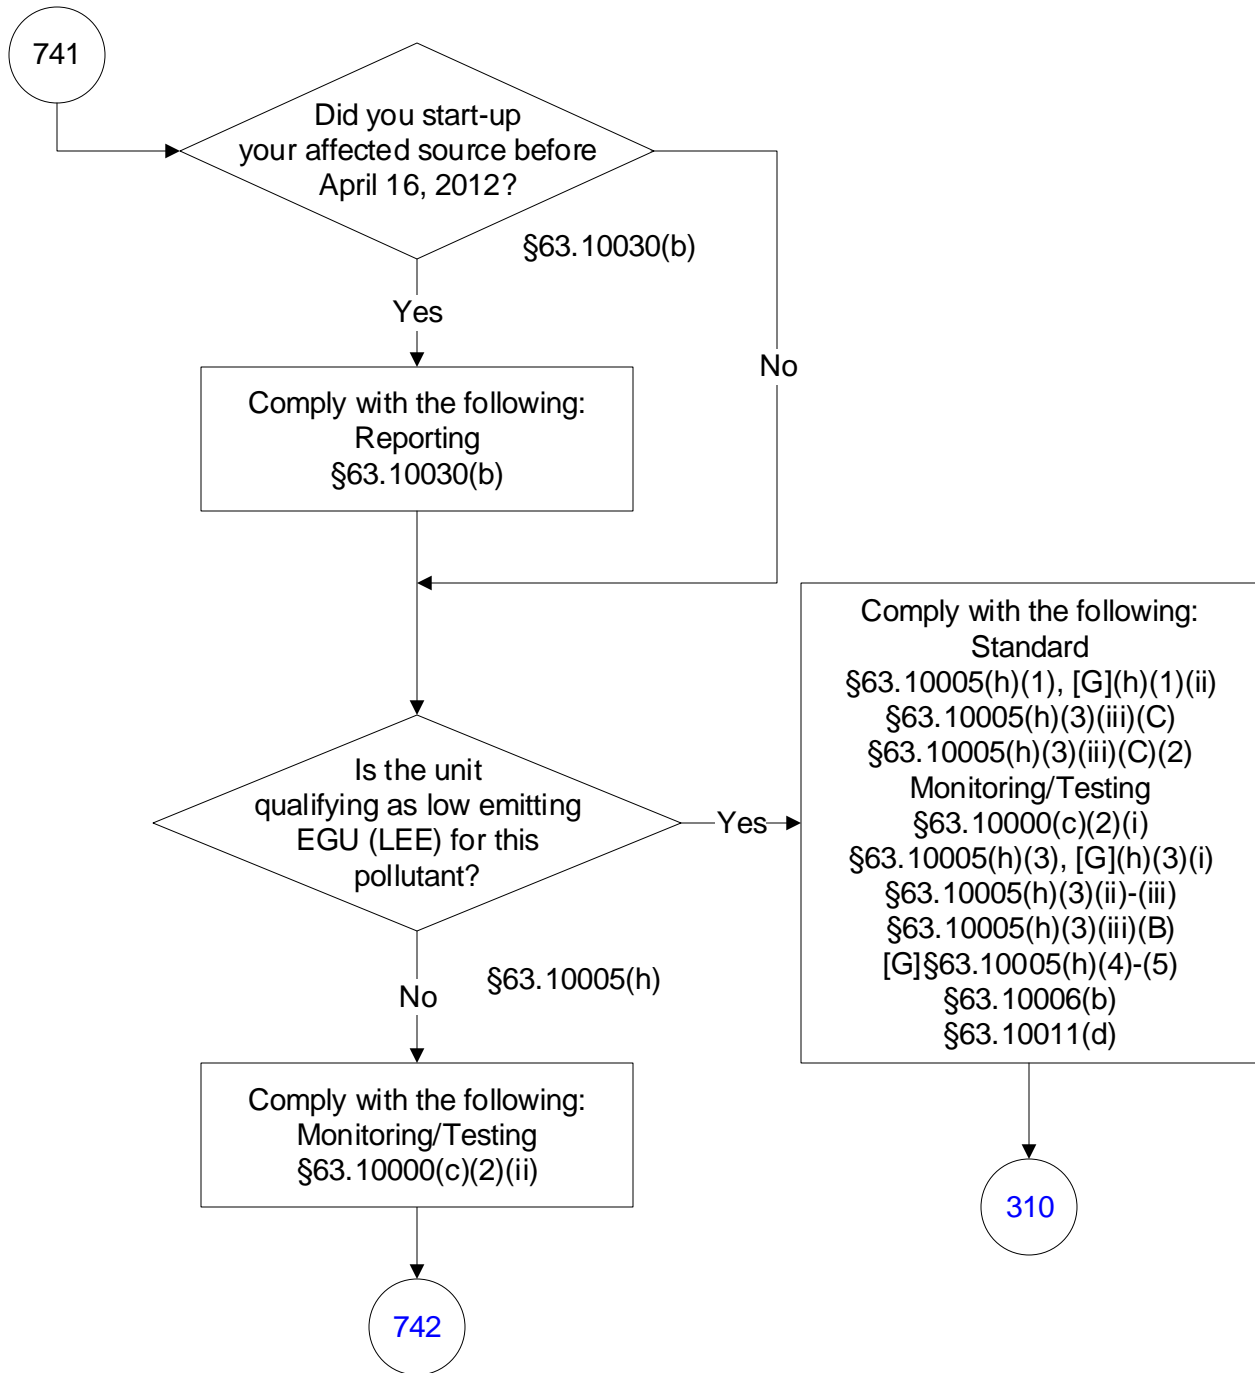 741
Did you start-up
your affected source before
April 16, 2012?
§63.10030(b)
Yes
No
Comply with the following:
Reporting
§63.10030(b)
Is the unit
qualifying as low emitting
EGU (LEE) for this
pollutant?
Yes
§63.10005(h)
No
Comply with the following:
Standard
§63.10005(h)(1), [G](h)(1)(ii)
§63.10005(h)(3)(iii)(C)
§63.10005(h)(3)(iii)(C)(2)
Monitoring/Testing
§63.10000(c)(2)(i)
§63.10005(h)(3), [G](h)(3)(i)
§63.10005(h)(3)(ii)-(iii)
§63.10005(h)(3)(iii)(B)
[G]§63.10005(h)(4)-(5)
§63.10006(b)
§63.10011(d)
Comply with the following:
Monitoring/Testing
§63.10000(c)(2)(ii)
310
742